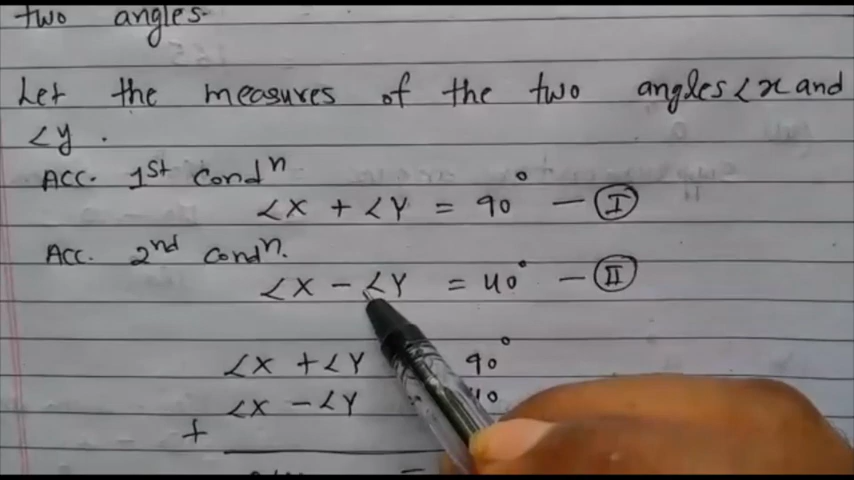 two angles.
Let the measures of the two angles <x and
<y.
Acc. 1st condn
<X + <Y = 90° — I
Acc. 2nd condn.
<X - <Y = 40° — II
<X + <Y 90°
<X - <Y
+
=